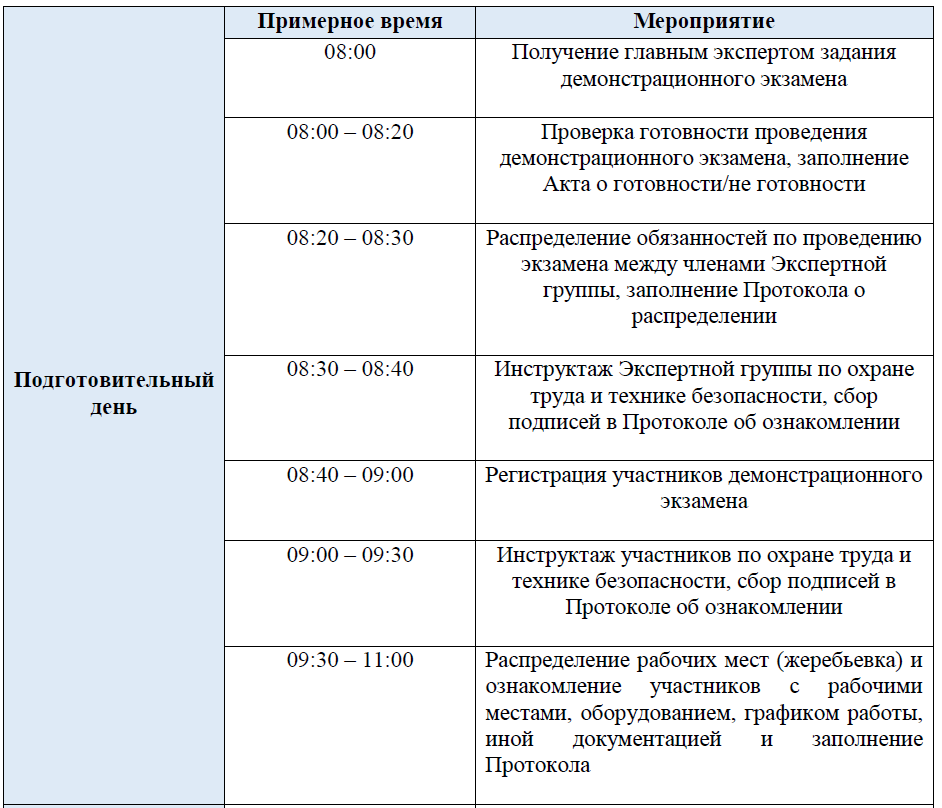 Примерное время
Мероприятие
Подготовительный
день
08:00
Получение главным экспертом задания
демонстрационного экзамена
08:00 – 08:20
Проверка готовности проведения
демонстрационного экзамена, заполнение
Акта о готовности/не готовности
08:20 – 08:30
Распределение обязанностей по проведению
экзамена между членами Экспертной
группы, заполнение Протокола о
распределении
08:30 – 08:40
Инструктаж Экспертной группы по охране
труда и технике безопасности, сбор
подписей в Протоколе об ознакомлении
08:40 – 09:00
Регистрация участников демонстрационного
экзамена
09:00 – 09:30
Инструктаж участников по охране труда и
технике безопасности, сбор подписей в
Протоколе об ознакомлении
09:30 – 11:00
Распределение рабочих мест (жеребьевка) и
ознакомление участников с рабочими
местами, оборудованием, графиком работы,
иной документацией и заполнение
Протокола